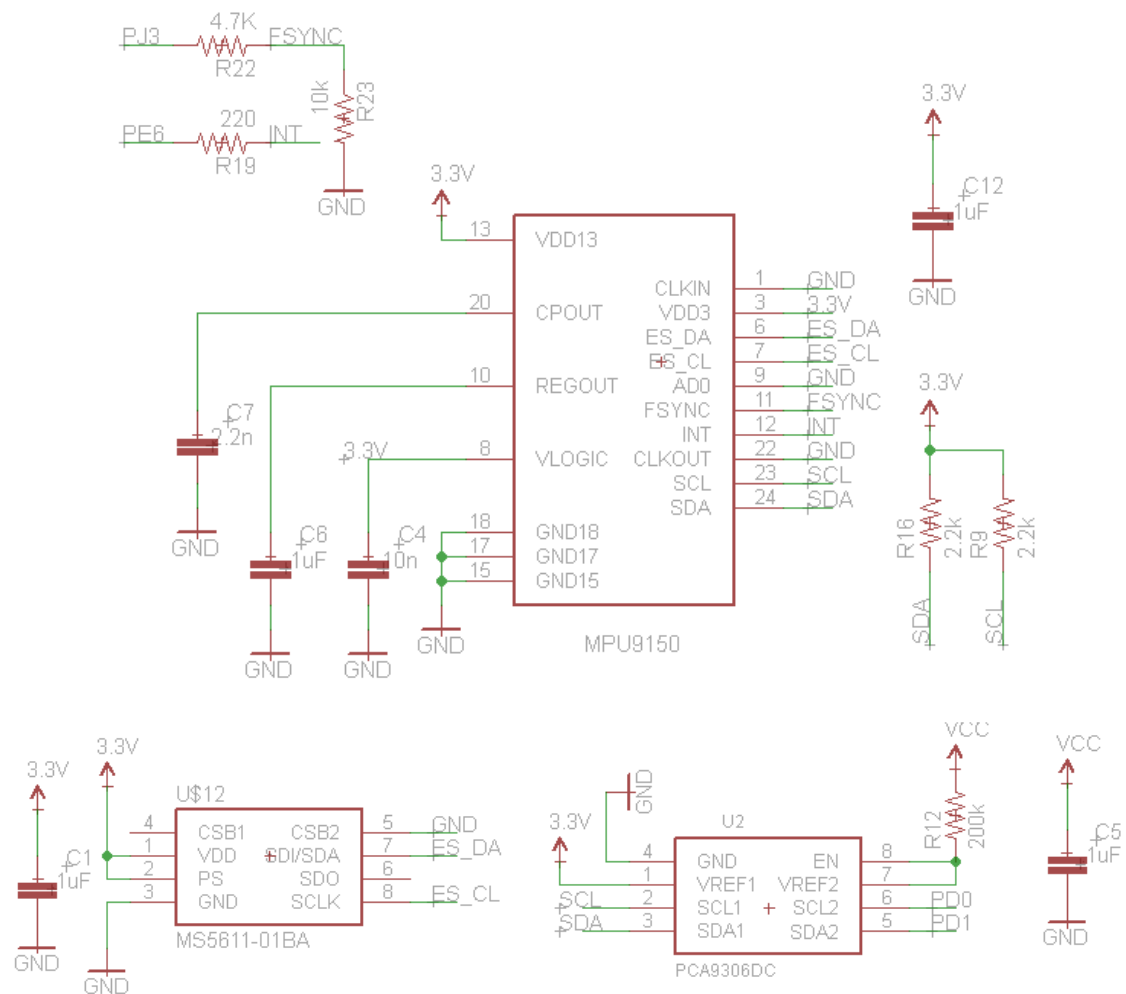 4.7K
PJ3 FSYNC
R22
10k
R23
220
PE6 INT
R19
GND
3.3V
C12
1uF
GND
3.3V
13 VDD13
20 CPOUT
10 REGOUT
8 VLOGIC
18 GND18
17 GND17
15 GND15
CLKIN 1 GND
VDD3 3 3.3V
ES_DA 6 ES_DA
ES_CL 7 ES_CL
AD0 9 GND
FSYNC 11 FSYNC
INT 12 INT
CLKOUT 22 GND
SCL 23 SCL
SDA 24 SDA
MPU9150
C7
2.2n
GND
C6
1uF
GND
3.3V
C4
10n
GND
GND
3.3V
R16
2.2k
R9
2.2k
SDA
SCL
3.3V
C1
1uF
GND
3.3V
U$12
4 CSB1 CSB2 5 GND
1 VDD SDI/SDA 7 ES_DA
2 PS SDO 6
3 GND SCLK 8 ES_CL
MS5611-01BA
GND
GND
3.3V
U2
4 GND EN 8
1 VREF1 VREF2 7
SCL 2 SCL1 SCL2 6 PD0
SDA 3 SDA1 SDA2 5 PD1
PCA9306DC
VCC
R12
200k
VCC
C5
1uF
GND